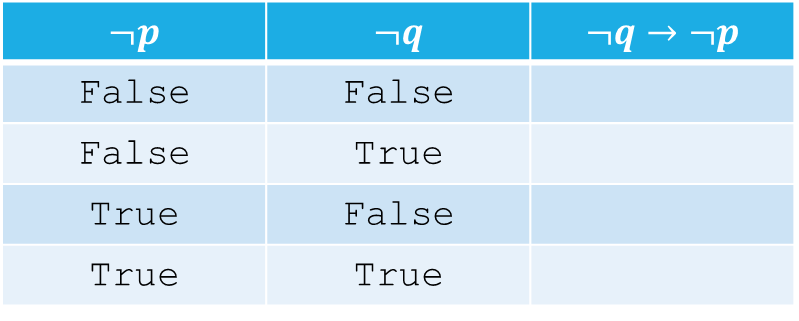 ¬p ¬q ¬q → ¬p
False False
False True
True False
True True